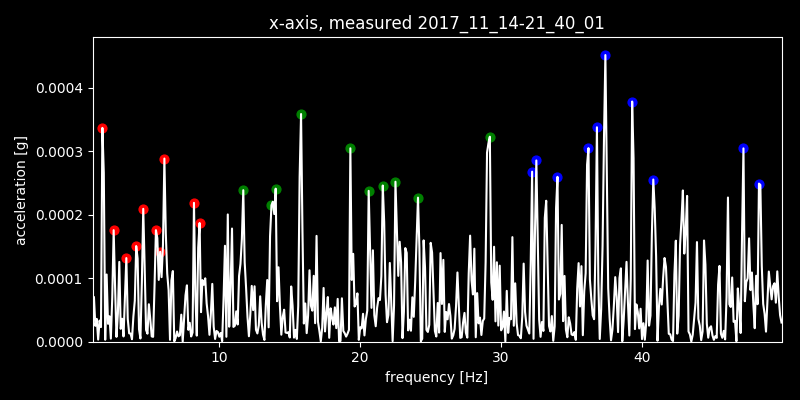 x-axis, measured 2017_11_14-21_40_01
acceleration [g]
0.0004
0.0003
0.0002
0.0001
0.0000
10 20 30 40
frequency [Hz]